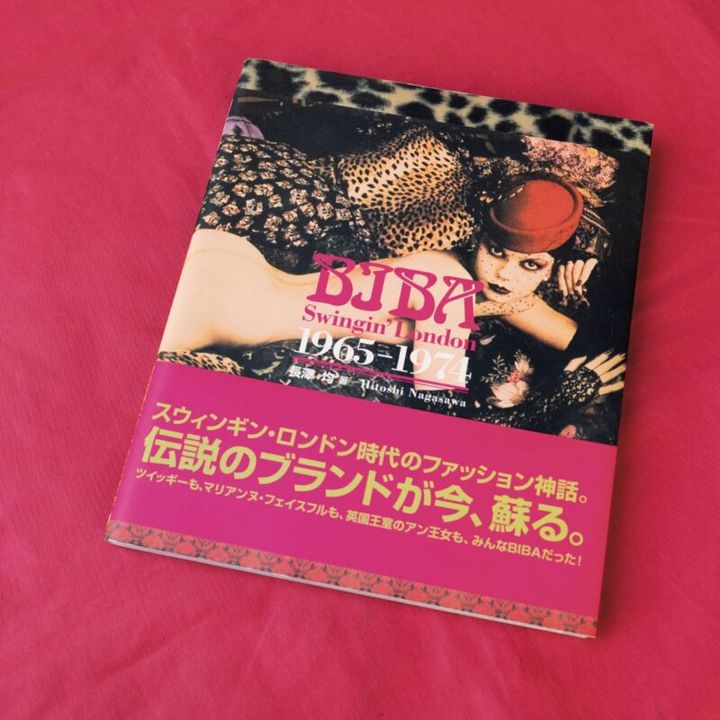 BIBA
Swingin' London
1965-1974
長澤 均 著 Hitoshi Nagasawa
スウィンギン・ロンドン時代のファッション神話。
伝説のブランドが今、蘇る。
ツイッギーも、マリアンヌ・フェイスフルも、英国王室のアン王女も、みんなBIBAだった!